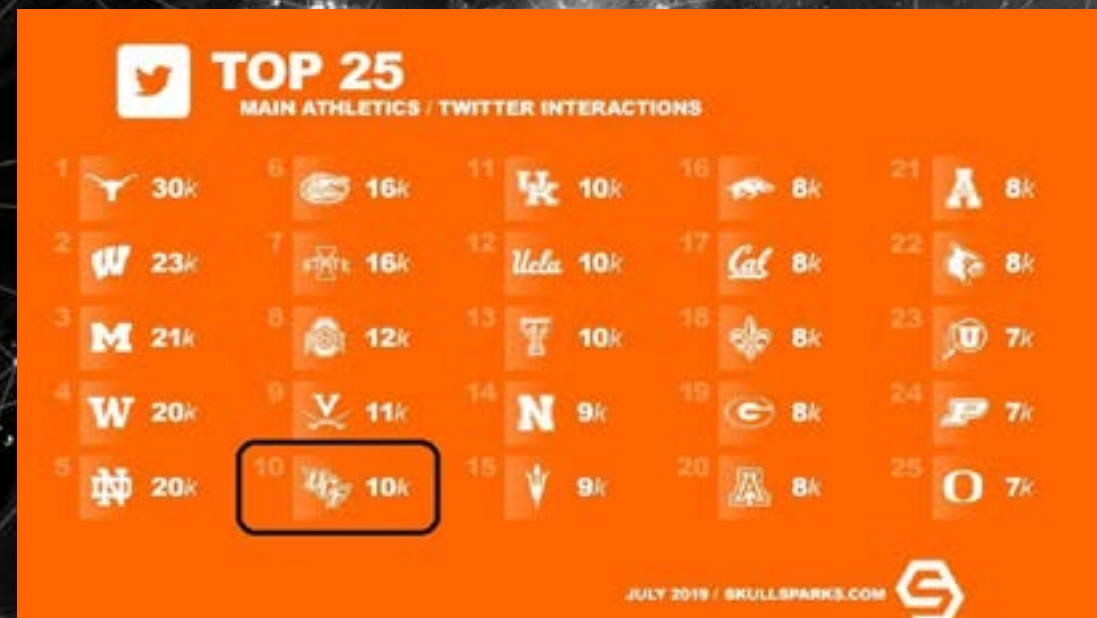 TOP 25
MAIN ATHLETICS / TWITTER INTERACTIONS
1 30k
2 W 23k
3 M 21k
4 W 20k
5 ND 20k
6 16k
7 STATE 16k
8 12k
9 V 11k
10 UCF 10k
11 UK 10k
12 Ucla 10k
13 T 10k
14 N 9k
15 9k
16 8k
17 Cal 8k
18 8k
19 G 8k
20 A 8k
21 A 8k
22 8k
23 U 7k
24 P 7k
25 O 7k
JULY 2019 / SKULLSPARKS.COM